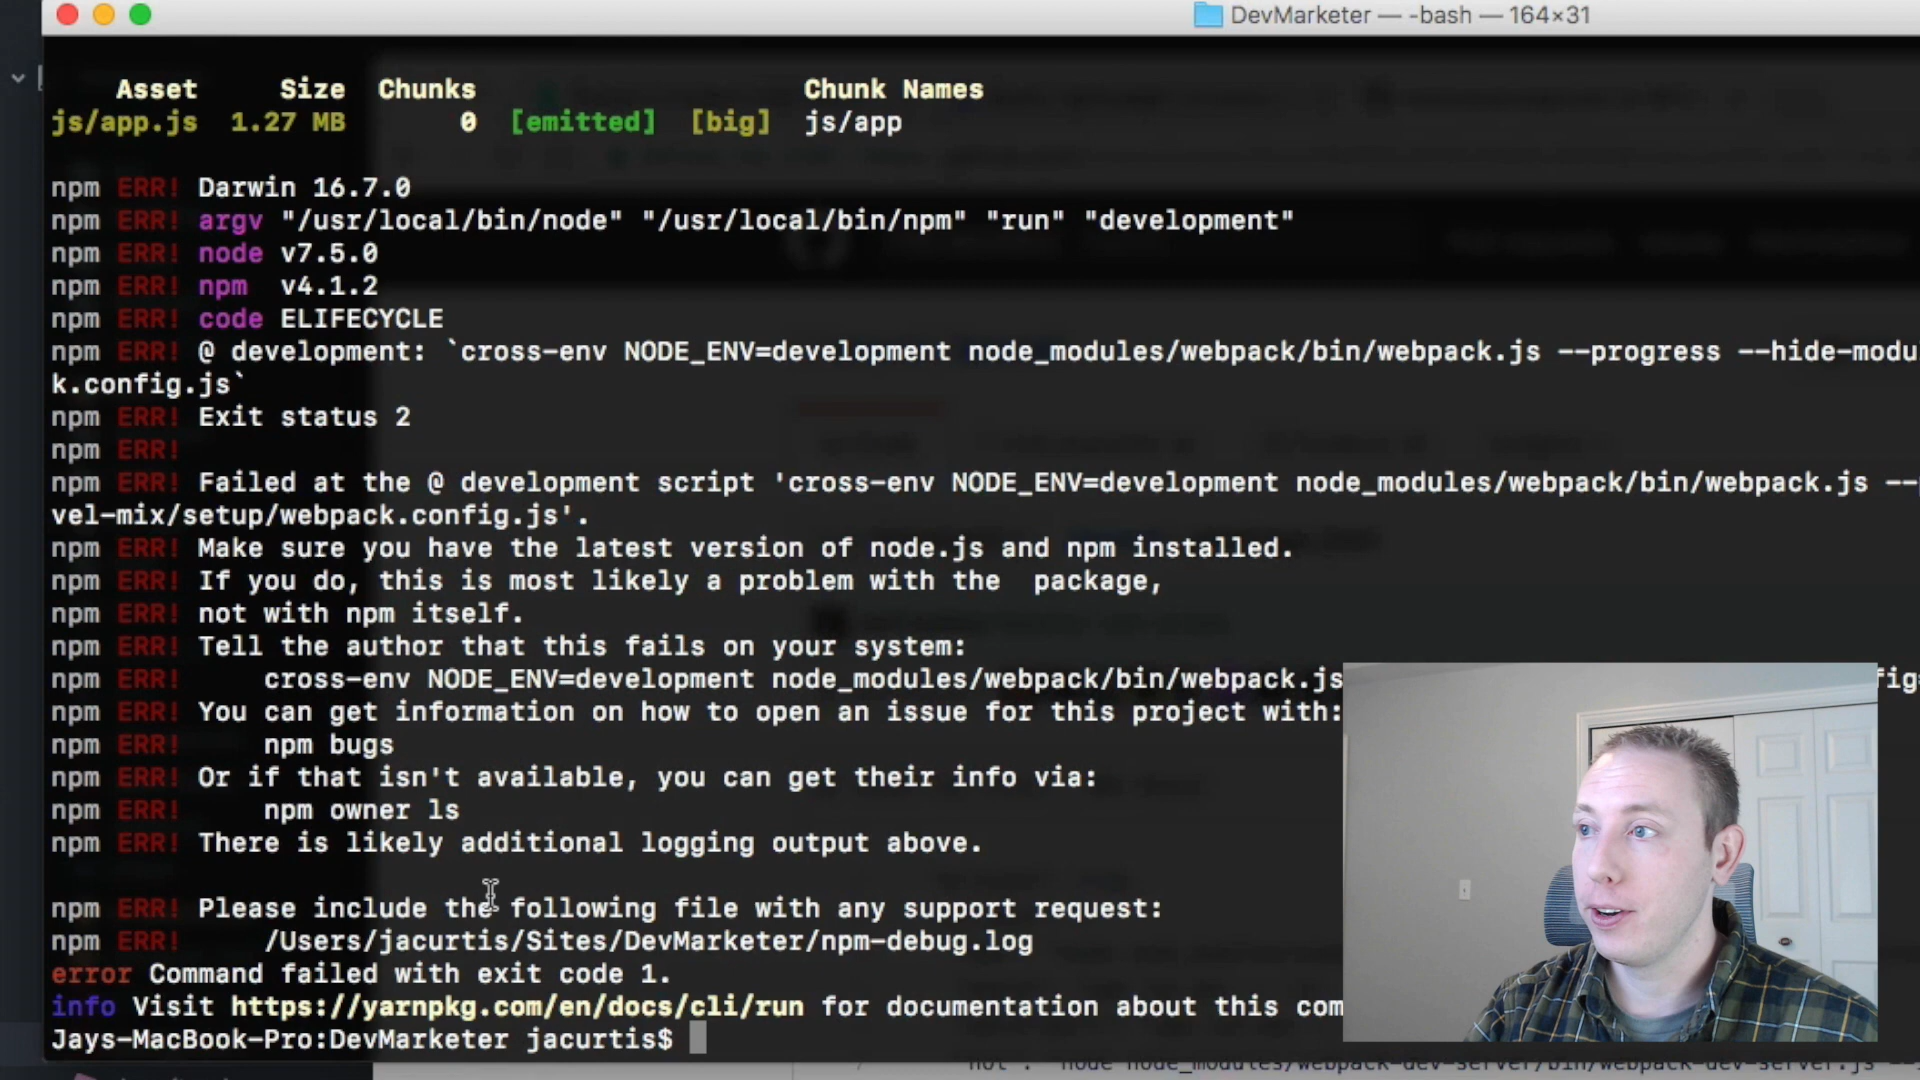 DevMarketer — -bash — 164×31
Asset Size Chunks Chunk Names
js/app.js 1.27 MB 0 [emitted] [big] js/app
npm ERR! Darwin 16.7.0
npm ERR! argv "/usr/local/bin/node" "/usr/local/bin/npm" "run" "development"
npm ERR! node v7.5.0
npm ERR! npm v4.1.2
npm ERR! code ELIFECYCLE
npm ERR! @ development: `cross-env NODE_ENV=development node_modules/webpack/bin/webpack.js --progress --hide-modu
k.config.js`
npm ERR! Exit status 2
npm ERR!
npm ERR! Failed at the @ development script 'cross-env NODE_ENV=development node_modules/webpack/bin/webpack.js --
vel-mix/setup/webpack.config.js'.
npm ERR! Make sure you have the latest version of node.js and npm installed.
npm ERR! If you do, this is most likely a problem with the package,
npm ERR! not with npm itself.
npm ERR! Tell the author that this fails on your system:
npm ERR! cross-env NODE_ENV=development node_modules/webpack/bin/webpack.js fig
npm ERR! You can get information on how to open an issue for this project with:
npm ERR! npm bugs
npm ERR! Or if that isn't available, you can get their info via:
npm ERR! npm owner ls
npm ERR! There is likely additional logging output above.
npm ERR! Please include the following file with any support request:
npm ERR! /Users/jacurtis/Sites/DevMarketer/npm-debug.log
error Command failed with exit code 1.
info Visit https://yarnpkg.com/en/docs/cli/run for documentation about this com
Jays-MacBook-Pro:DevMarketer jacurtis$
node node_modules/webpack-dev-server/bin/webpack-dev-server.js